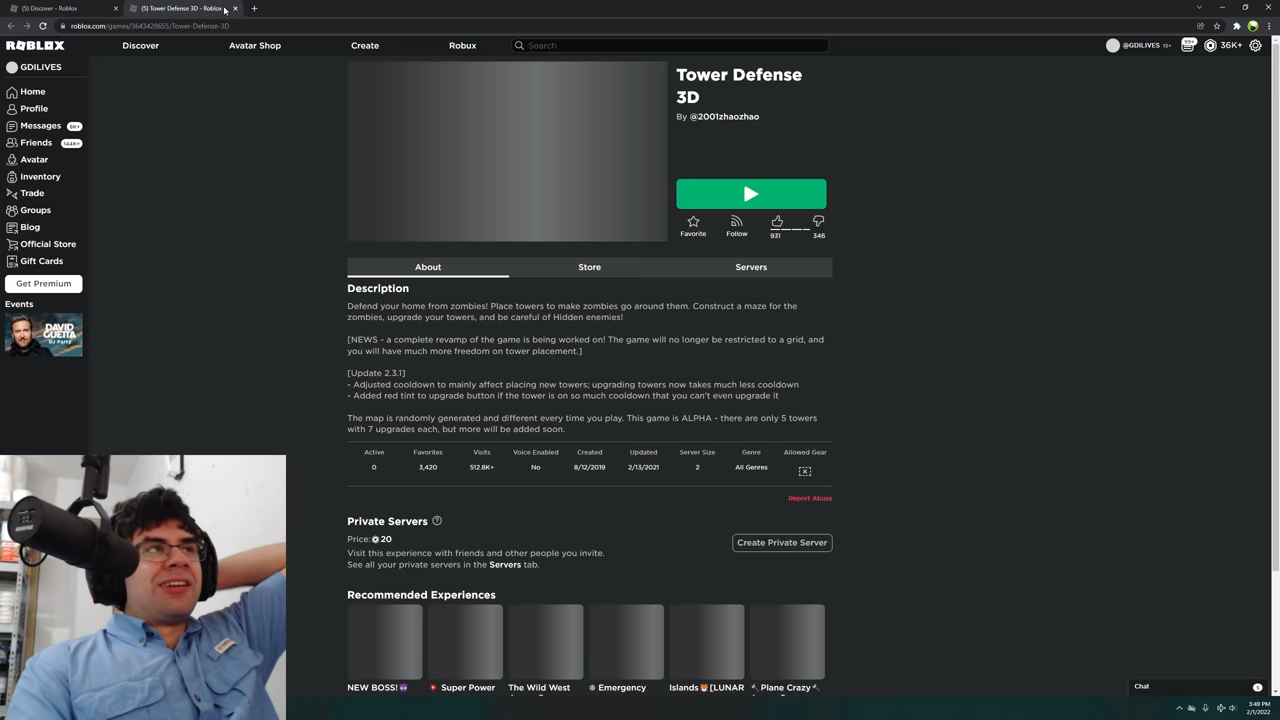 (5) Discover - Roblox
(5) Tower Defense 3D - Roblox
roblox.com/games/3643428655/Tower-Defense-3D
ROBLOX
Discover
Avatar Shop
Create
Robux
Search
@GDILIVES 13+
99+
36K+
GDILIVES
Home
Profile
Messages 8K+
Friends 144K+
Avatar
Inventory
Trade
Groups
Blog
Official Store
Gift Cards
Get Premium
Events
DAVID
GUETTA
DJ Party
Tower Defense
3D
By @2001zhaozhao
Favorite
Follow
931
346
About
Store
Servers
Description
Defend your home from zombies! Place towers to make zombies go around them. Construct a maze for the
zombies, upgrade your towers, and be careful of Hidden enemies!
[NEWS - a complete revamp of the game is being worked on! The game will no longer be restricted to a grid, and
you will have much more freedom on tower placement.]
[Update 2.3.1]
- Adjusted cooldown to mainly affect placing new towers; upgrading towers now takes much less cooldown
- Added red tint to upgrade button if the tower is on so much cooldown that you can't even upgrade it
The map is randomly generated and different every time you play. This game is ALPHA - there are only 5 towers
with 7 upgrades each, but more will be added soon.
Active Favorites Visits Voice Enabled Created Updated Server Size Genre Allowed Gear
0 3,420 512.8K+ No 8/12/2019 2/13/2021 2 All Genres
Report Abuse
Private Servers
Price: 20
Create Private Server
Visit this experience with friends and other people you invite.
See all your private servers in the Servers tab.
Recommended Experiences
NEW BOSS!
Super Power
The Wild West
Emergency
Islands [LUNAR
Plane Crazy
Chat
5
3:49 PM
2/1/2022